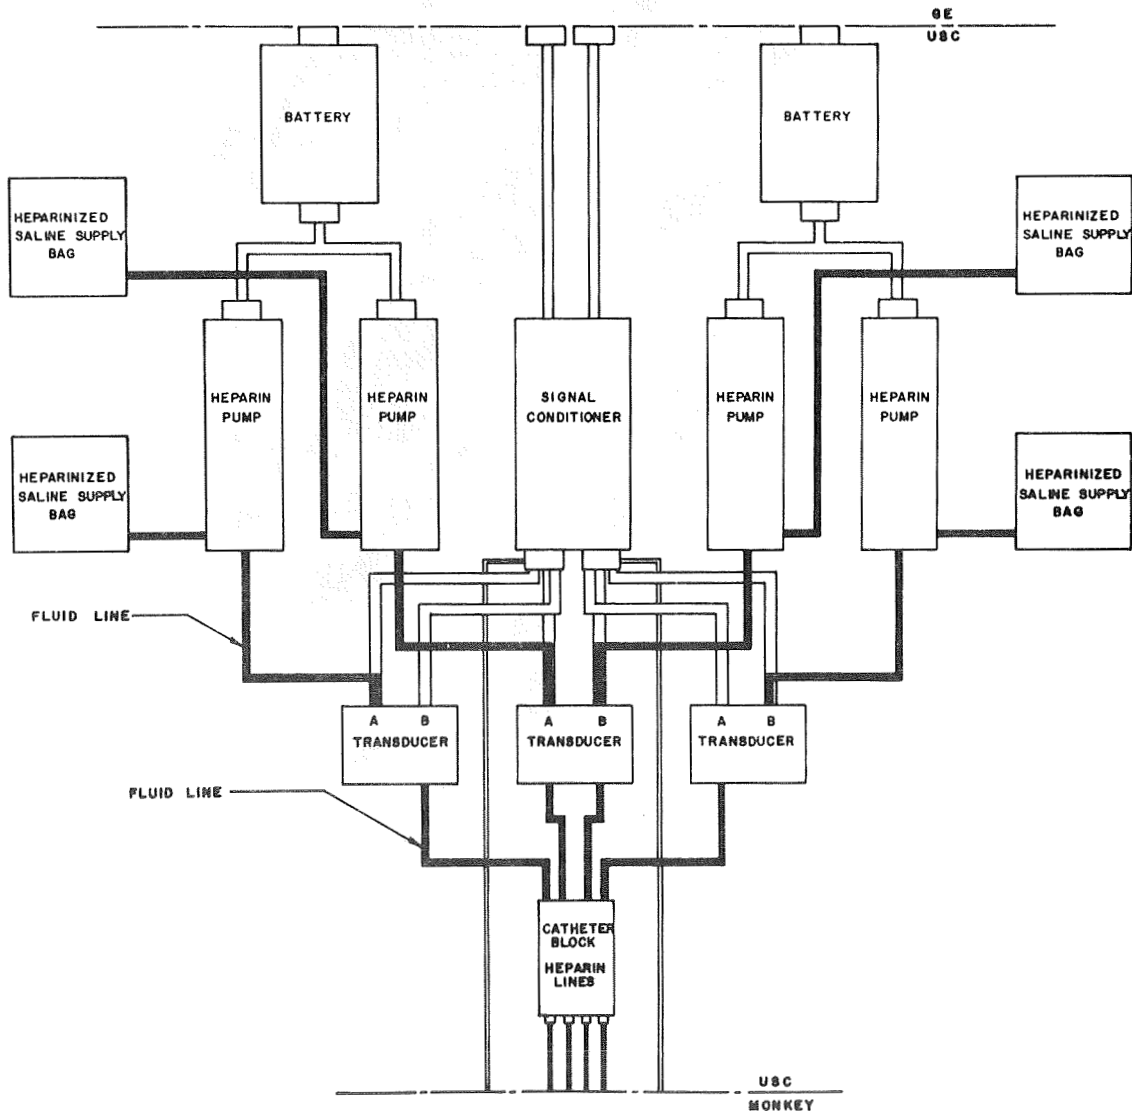 GE
USC
BATTERY
BATTERY
HEPARINIZED
SALINE SUPPLY
BAG
HEPARINIZED
SALINE SUPPLY
BAG
HEPARIN
PUMP
HEPARIN
PUMP
SIGNAL
CONDITIONER
HEPARIN
PUMP
HEPARIN
PUMP
HEPARINIZED
SALINE SUPPLY
BAG
HEPARINIZED
SALINE SUPPLY
BAG
FLUID LINE
A B
TRANSDUCER
A B
TRANSDUCER
A B
TRANSDUCER
FLUID LINE
CATHETER
BLOCK
HEPARIN
LINES
USC
MONKEY